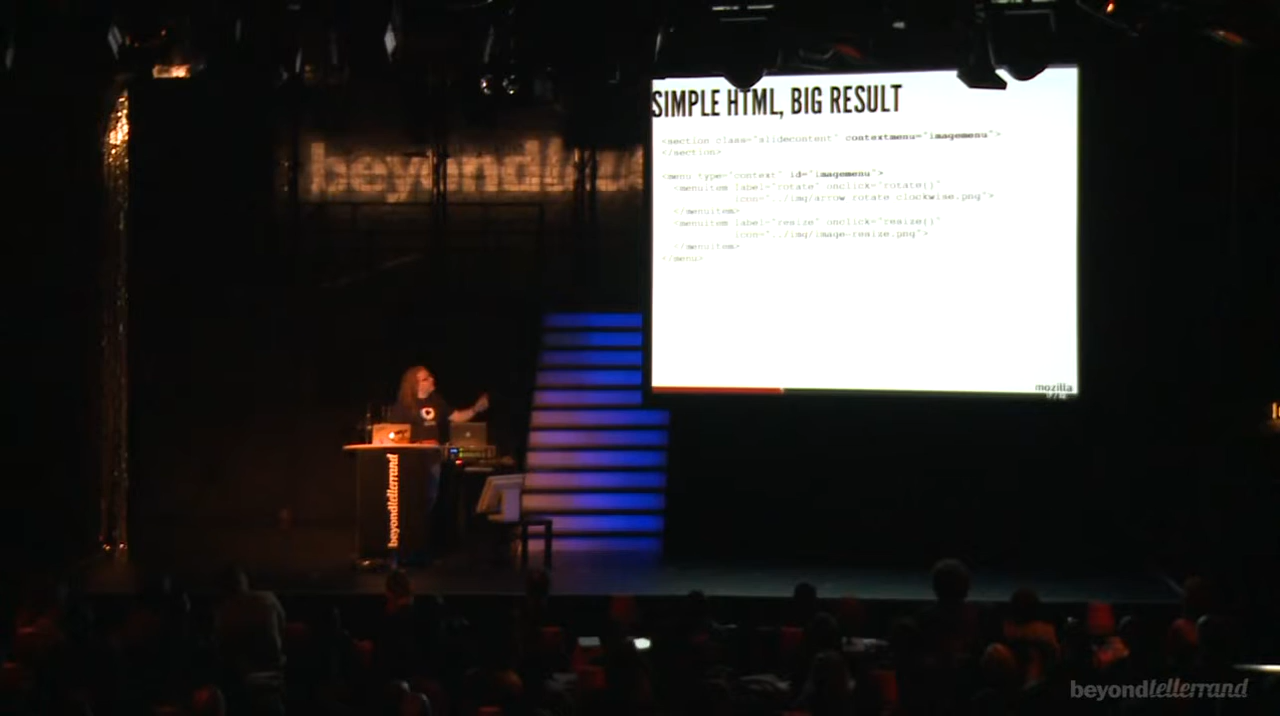 SIMPLE HTML, BIG RESULT
<section class="slidecontent" contextmenu="imagemenu">
</section>
<menu type="context" id="imagemenu">
<menuitem label="rotate" onclick="rotate()"
icon="../img/arrow_rotate_clockwise.png">
</menuitem>
<menuitem label="resize" onclick="resize()"
icon="../img/image-resize.png">
</menuitem>
</menu>
mozilla
beyond
beyondtellerrand
beyondtellerrand